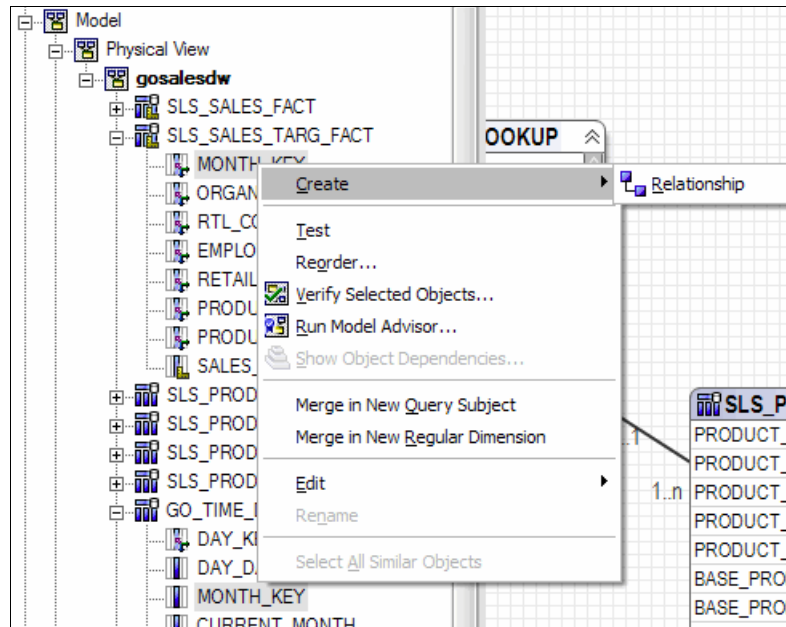 Model
Physical View
gosalesdw
SLS_SALES_FACT
SLS_SALES_TARG_FACT
MONTH_KEY
ORGAN
RTL_CO
EMPLO
RETAIL
PRODU
PRODU
SALES_
SLS_PROD
SLS_PROD
SLS_PROD
SLS_PROD
GO_TIME_
DAY_KE
DAY_D
MONTH_KEY
CURRENT_MONTH
Create
Relationship
Test
Reorder...
Verify Selected Objects...
Run Model Advisor...
Show Object Dependencies...
Merge in New Query Subject
Merge in New Regular Dimension
Edit
Rename
Select All Similar Objects
OOKUP
..1
1..n
SLS_P
PRODUCT_
PRODUCT_
PRODUCT_
PRODUCT_
PRODUCT_
BASE_PRO
BASE_PRO